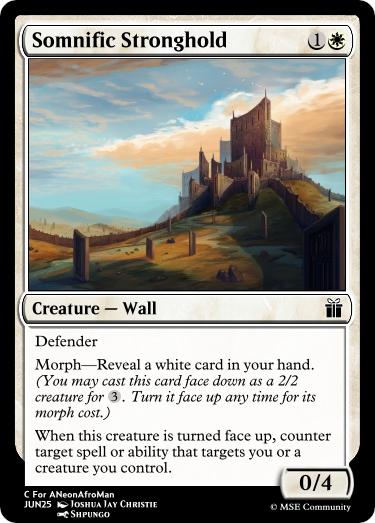 Somnific Stronghold 1
Creature — Wall
Defender
Morph—Reveal a white card in your hand.
(You may cast this card face down as a 2/2
creature for 3. Turn it face up any time for its
morph cost.)
When this creature is turned face up, counter
target spell or ability that targets you or a
creature you control.
0/4
C For ANeonAfroMan
JUN25 Joshua Jay Christie
Shpungo
© MSE Community